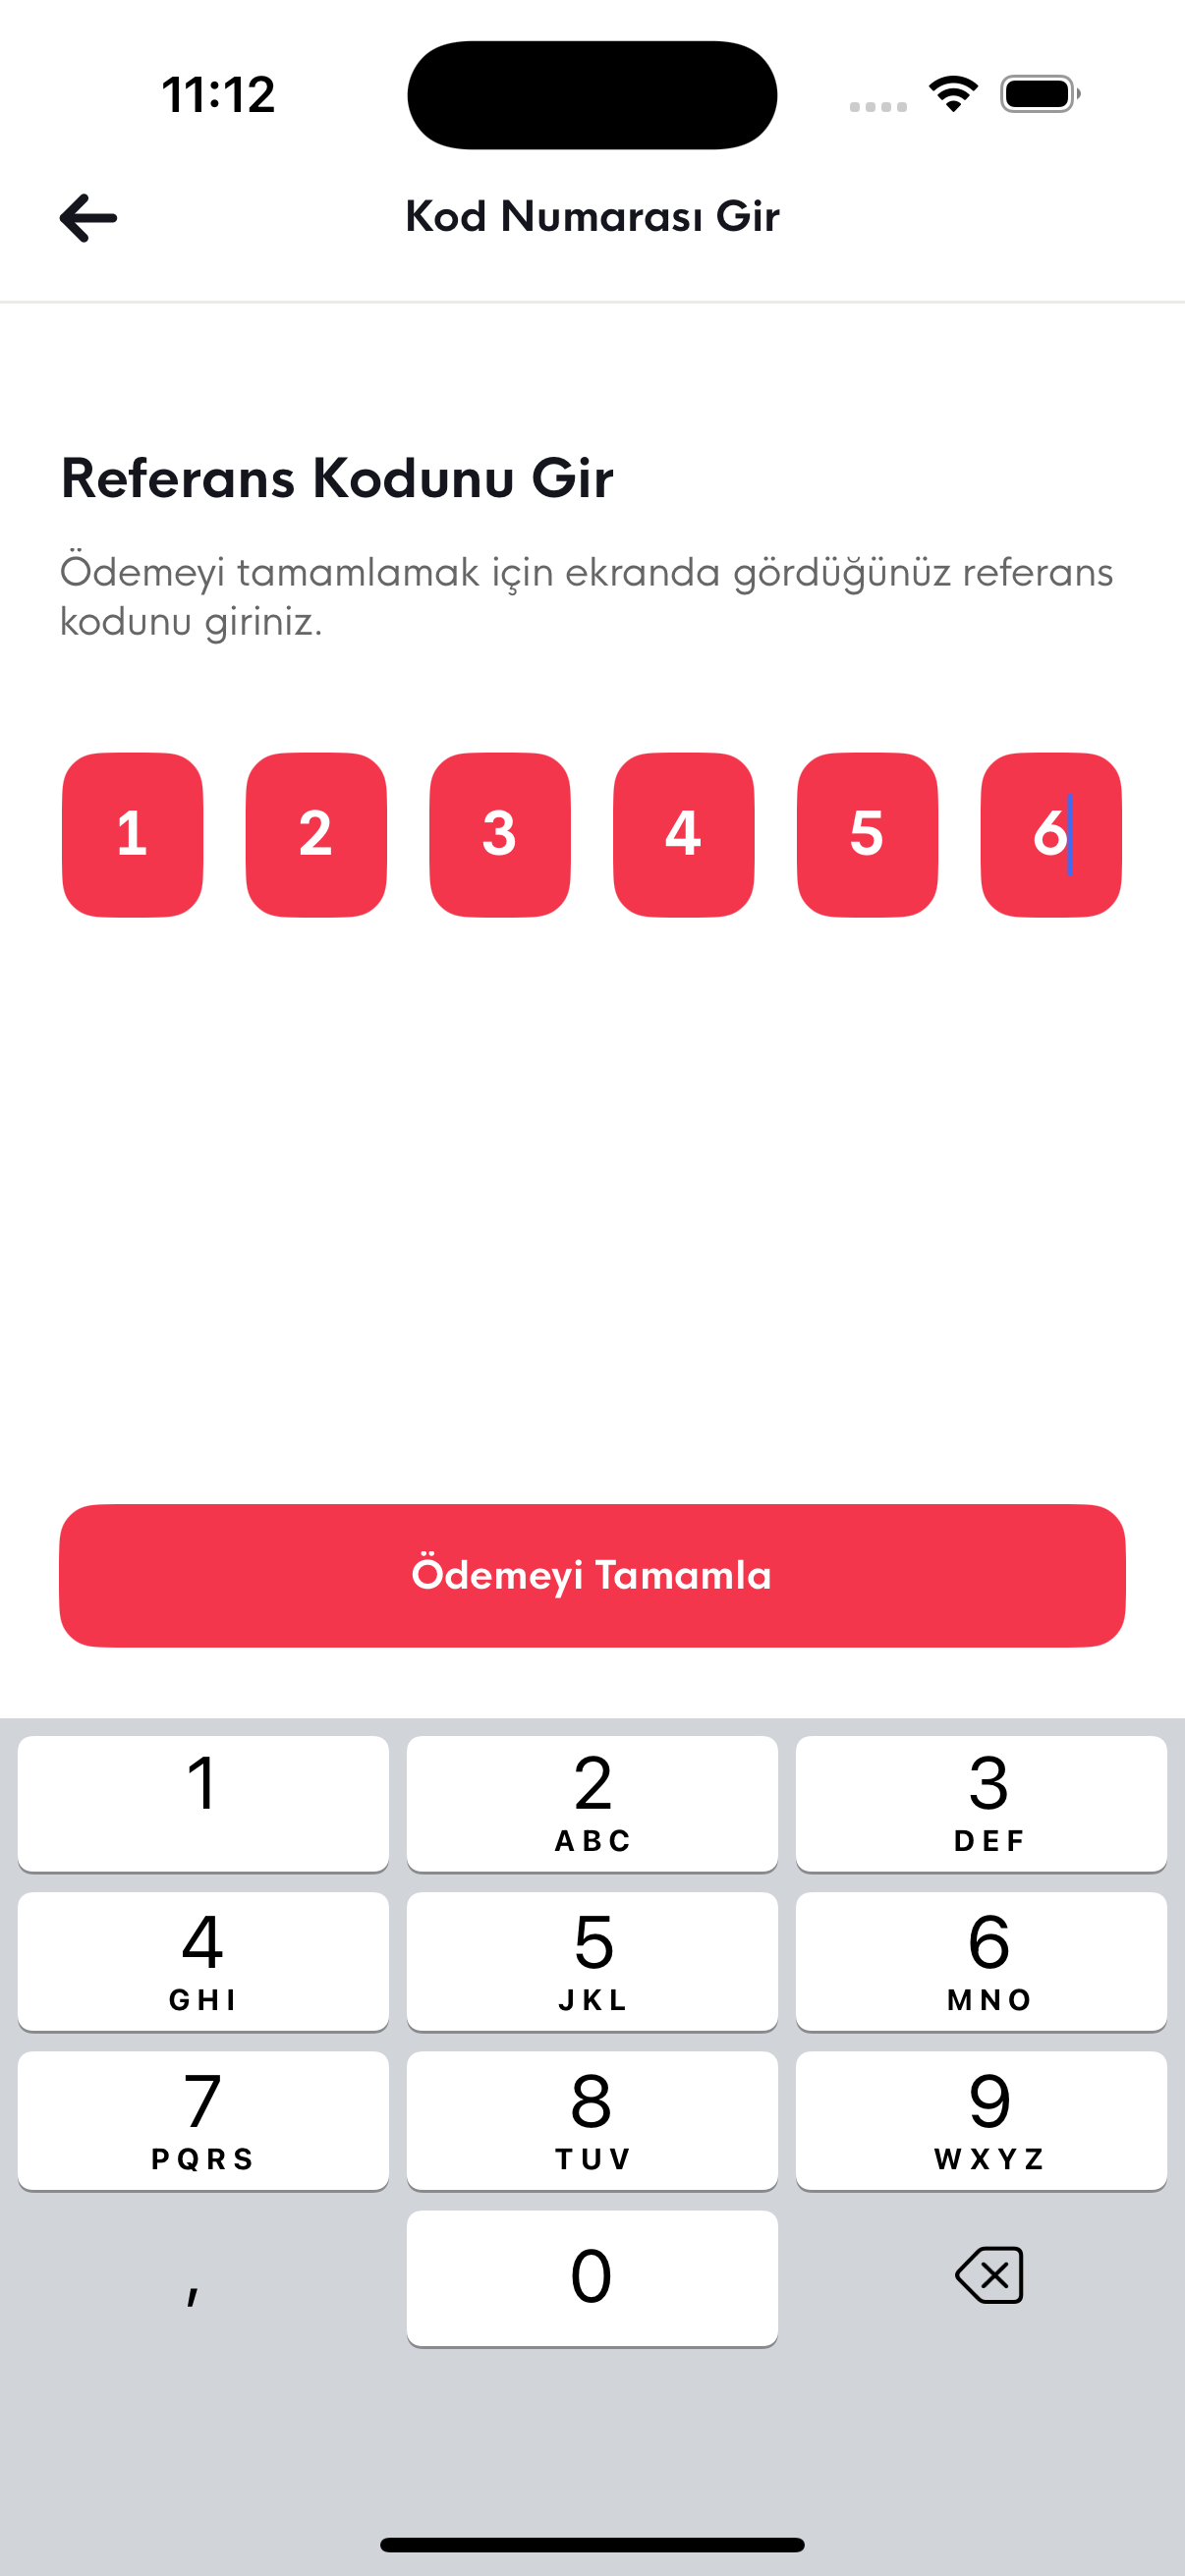 11:12
Kod Numarası Gir
Referans Kodunu Gir
Ödemeyi tamamlamak için ekranda gördüğünüz referans
kodunu giriniz.
1 2 3 4 5 6
Ödemeyi Tamamla
1 2 3
ABC DEF
4 5 6
GHI JKL MNO
7 8 9
PQRS TUV WXYZ
, 0